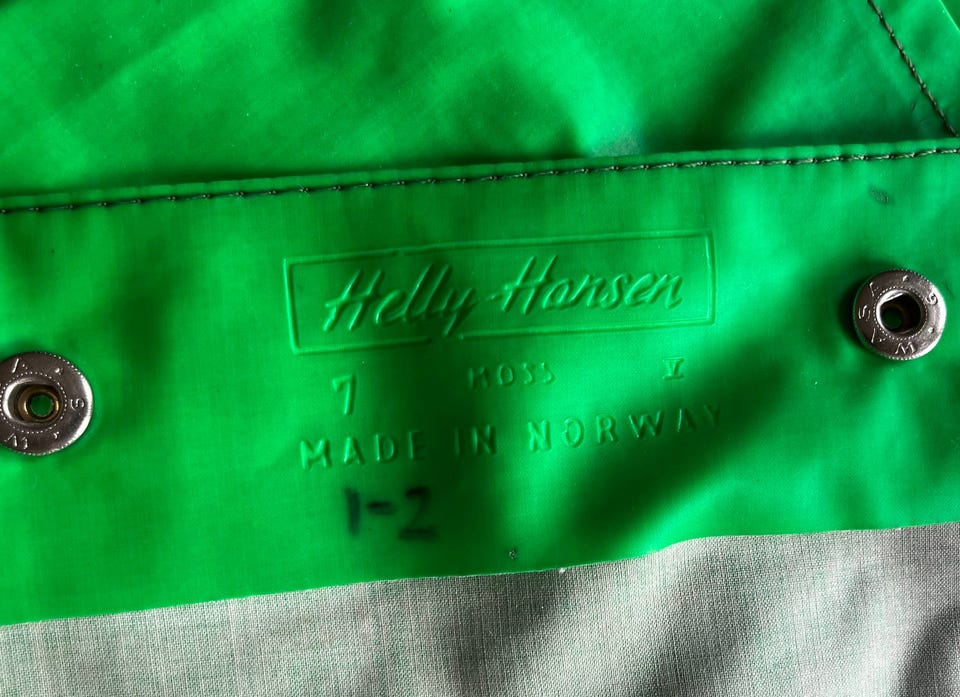 Helly-Hansen
7 MOSS V
MADE IN NORWAY
1-2